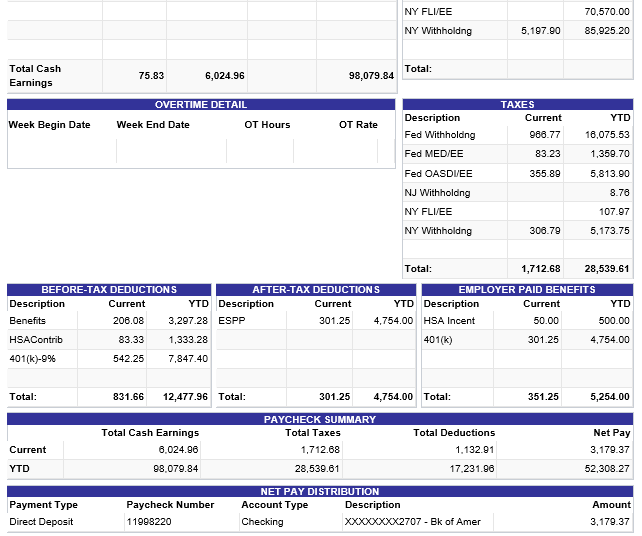 NY FLI/EE 70,570.00
NY Withholdng 5,197.90 85,925.20
Total Cash Earnings 75.83 6,024.96 98,079.84
Total:
OVERTIME DETAIL
Week Begin Date Week End Date OT Hours OT Rate
TAXES
Description Current YTD
Fed Withholdng 966.77 16,075.53
Fed MED/EE 83.23 1,359.70
Fed OASDI/EE 355.89 5,813.90
NJ Withholdng 8.76
NY FLI/EE 107.97
NY Withholdng 306.79 5,173.75
Total: 1,712.68 28,539.61
BEFORE-TAX DEDUCTIONS
Description Current YTD
Benefits 206.08 3,297.28
HSAContrib 83.33 1,333.28
401(k)-9% 542.25 7,847.40
Total: 831.66 12,477.96
AFTER-TAX DEDUCTIONS
Description Current YTD
ESPP 301.25 4,754.00
Total: 301.25 4,754.00
EMPLOYER PAID BENEFITS
Description Current YTD
HSA Incent 50.00 500.00
401(k) 301.25 4,754.00
Total: 351.25 5,254.00
PAYCHECK SUMMARY
Total Cash Earnings Total Taxes Total Deductions Net Pay
Current 6,024.96 1,712.68 1,132.91 3,179.37
YTD 98,079.84 28,539.61 17,231.96 52,308.27
NET PAY DISTRIBUTION
Payment Type Paycheck Number Account Type Description Amount
Direct Deposit 11998220 Checking XXXXXXXX2707 - Bk of Amer 3,179.37